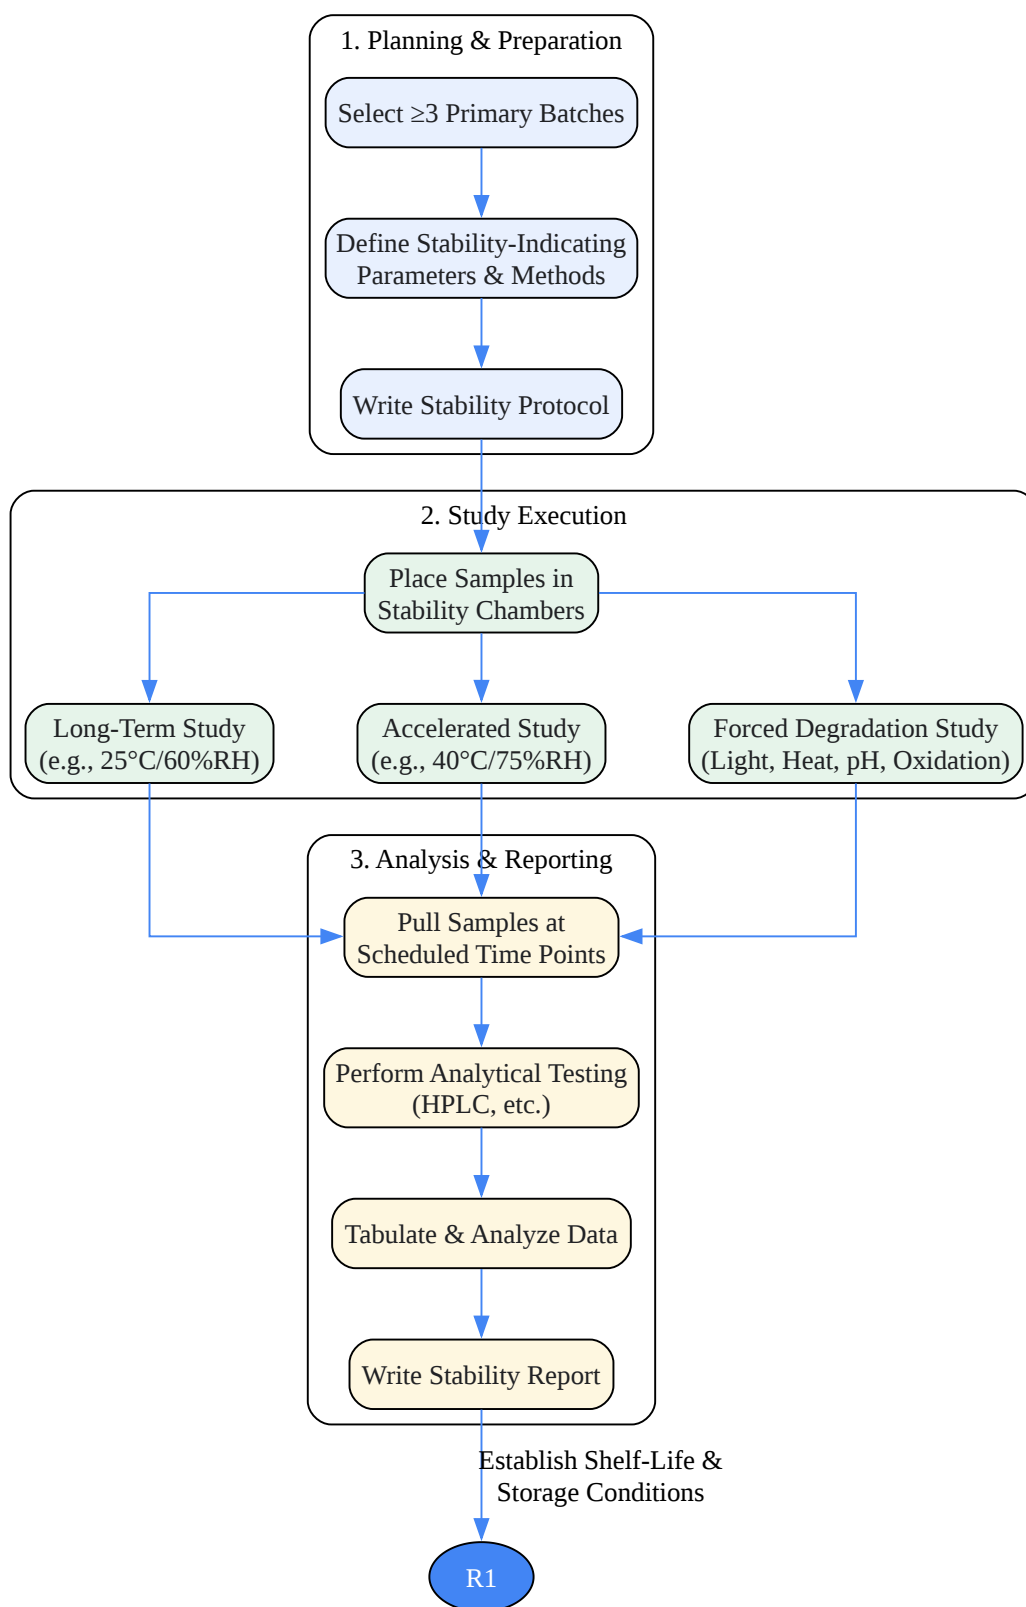 1. Planning & Preparation
Select ≥3 Primary Batches
Define Stability-Indicating
Parameters & Methods
Write Stability Protocol
2. Study Execution
Place Samples in
Stability Chambers
Long-Term Study
(e.g., 25°C/60%RH)
Accelerated Study
(e.g., 40°C/75%RH)
Forced Degradation Study
(Light, Heat, pH, Oxidation)
3. Analysis & Reporting
Pull Samples at
Scheduled Time Points
Perform Analytical Testing
(HPLC, etc.)
Tabulate & Analyze Data
Write Stability Report
Establish Shelf-Life &
Storage Conditions
R1